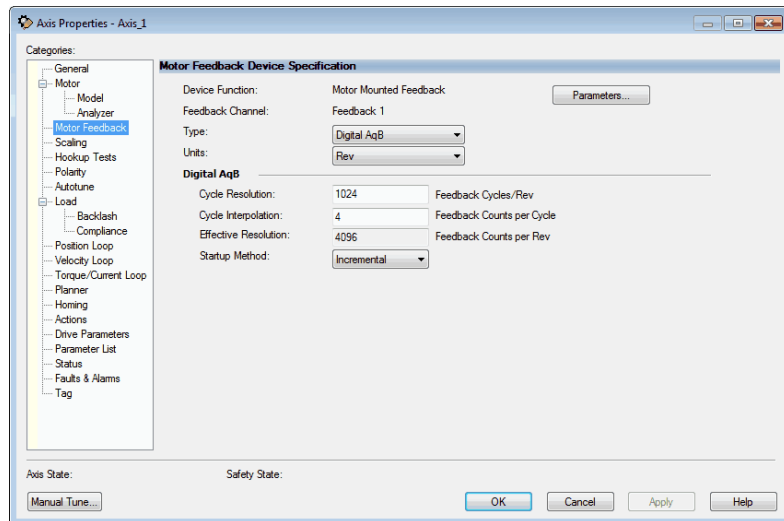 Axis Properties - Axis_1
Categories:
General
Motor
Model
Analyzer
Motor Feedback
Scaling
Hookup Tests
Polarity
Autotune
Load
Backlash
Compliance
Position Loop
Velocity Loop
Torque/Current Loop
Planner
Homing
Actions
Drive Parameters
Parameter List
Status
Faults & Alarms
Tag
Motor Feedback Device Specification
Device Function: Motor Mounted Feedback Parameters...
Feedback Channel: Feedback 1
Type: Digital AqB
Units: Rev
Digital AqB
Cycle Resolution: 1024 Feedback Cycles/Rev
Cycle Interpolation: 4 Feedback Counts per Cycle
Effective Resolution: 4096 Feedback Counts per Rev
Startup Method: Incremental
Axis State: Safety State:
Manual Tune... OK Cancel Apply Help